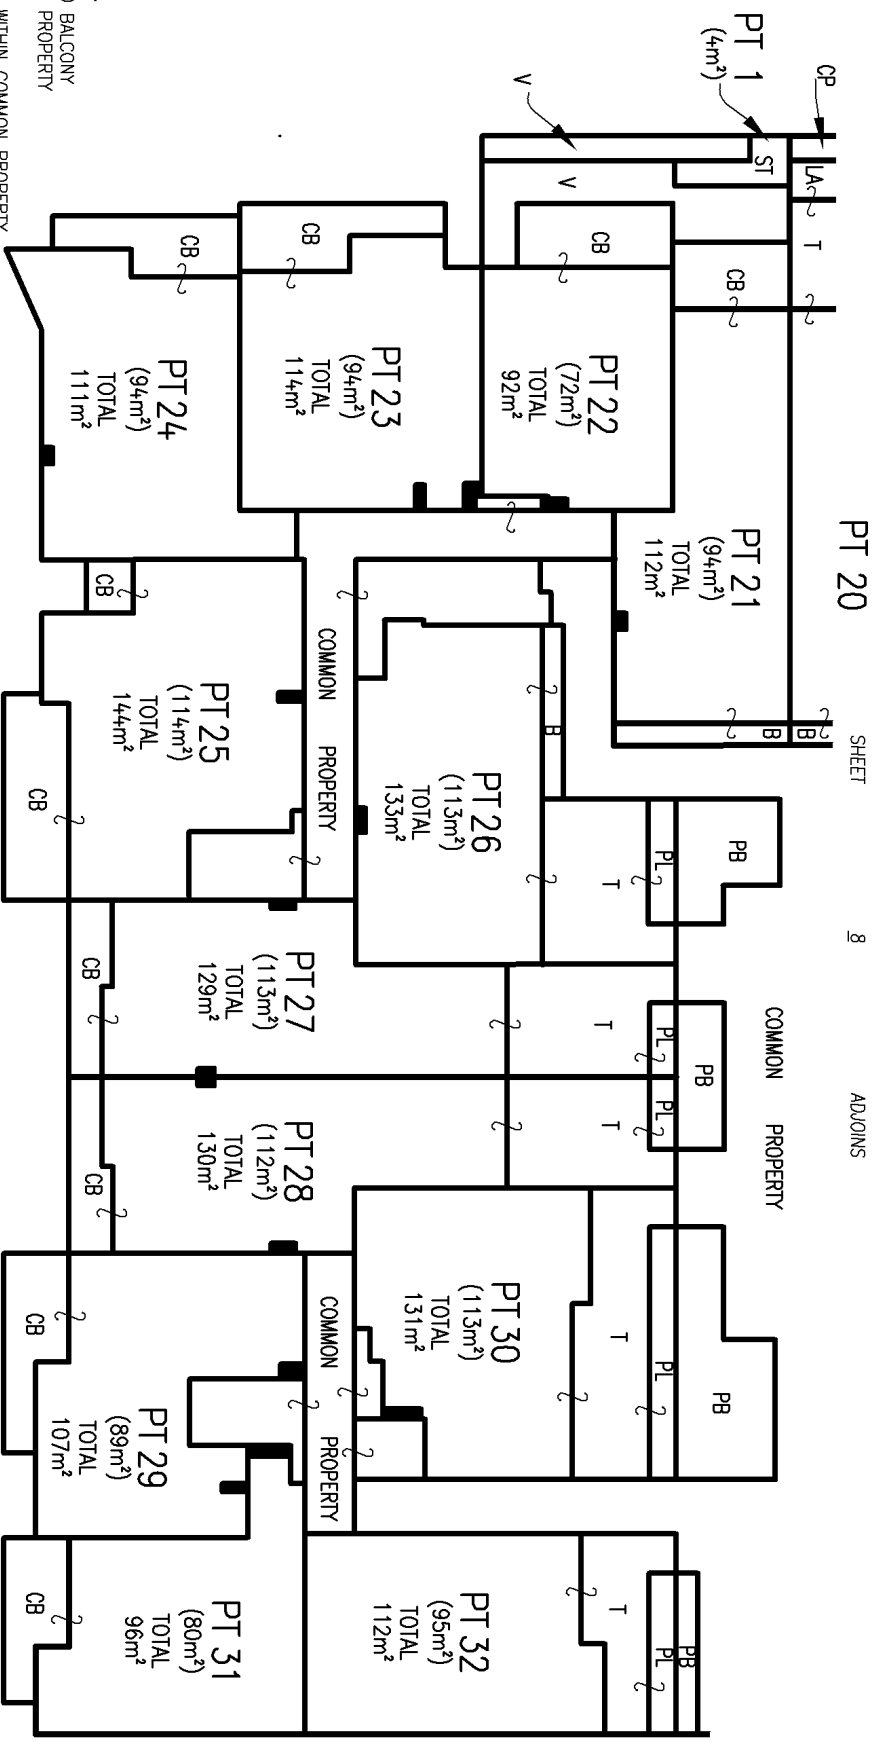 PT 20
SHEET 8 ADJOINS
CP
PT 1
(4m²)
V
ST
LA
T
V
CB
CB
CB
CB
PT 21
(94m²)
TOTAL
112m²
B
B
PT 22
(72m²)
TOTAL
92m²
PT 23
(94m²)
TOTAL
114m²
PT 24
(94m²)
TOTAL
111m²
CB
PT 25
(114m²)
TOTAL
144m²
CB
COMMON PROPERTY
PT 26
(113m²)
TOTAL
133m²
B
T
PL
PB
COMMON PROPERTY
PT 27
(113m²)
TOTAL
129m²
CB
T
PL
PB
PT 28
(112m²)
TOTAL
130m²
CB
T
PL
PT 29
(89m²)
TOTAL
107m²
CB
COMMON PROPERTY
PT 30
(113m²)
TOTAL
131m²
T
PL
PB
PT 31
(80m²)
TOTAL
96m²
CB
PT 32
(95m²)
TOTAL
112m²
T
PL
PB
) BALCONY
PROPERTY
WITHIN COMMON PROPERTY